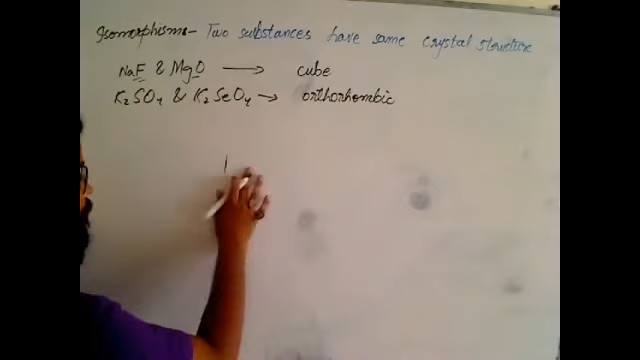 Isomorphism - Two substances have same crystal structure
NaF & MgO → cube
K₂SO₄ & K₂SeO₄ → orthorhombic